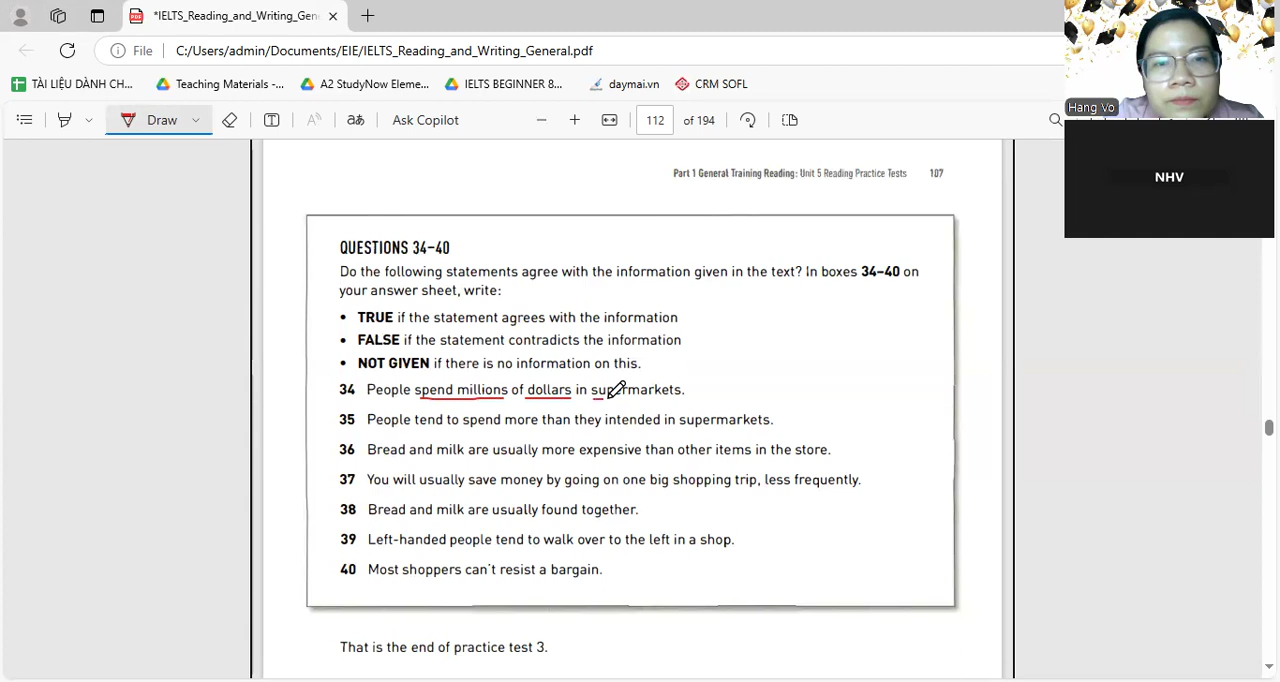 *IELTS_Reading_and_Writing_Gen
File C:/Users/admin/Documents/EIE/IELTS_Reading_and_Writing_General.pdf
TÀI LIỆU DÀNH CH... Teaching Materials -... A2 StudyNow Eleme... IELTS BEGINNER 8... daymai.vn CRM SOFL
Draw Ask Copilot 112 of 194
Hang Vo
NHV
Part 1 General Training Reading: Unit 5 Reading Practice Tests 107
QUESTIONS 34–40
Do the following statements agree with the information given in the text? In boxes 34–40 on
your answer sheet, write:
• TRUE if the statement agrees with the information
• FALSE if the statement contradicts the information
• NOT GIVEN if there is no information on this.
34 People spend millions of dollars in supermarkets.
35 People tend to spend more than they intended in supermarkets.
36 Bread and milk are usually more expensive than other items in the store.
37 You will usually save money by going on one big shopping trip, less frequently.
38 Bread and milk are usually found together.
39 Left-handed people tend to walk over to the left in a shop.
40 Most shoppers can't resist a bargain.
That is the end of practice test 3.